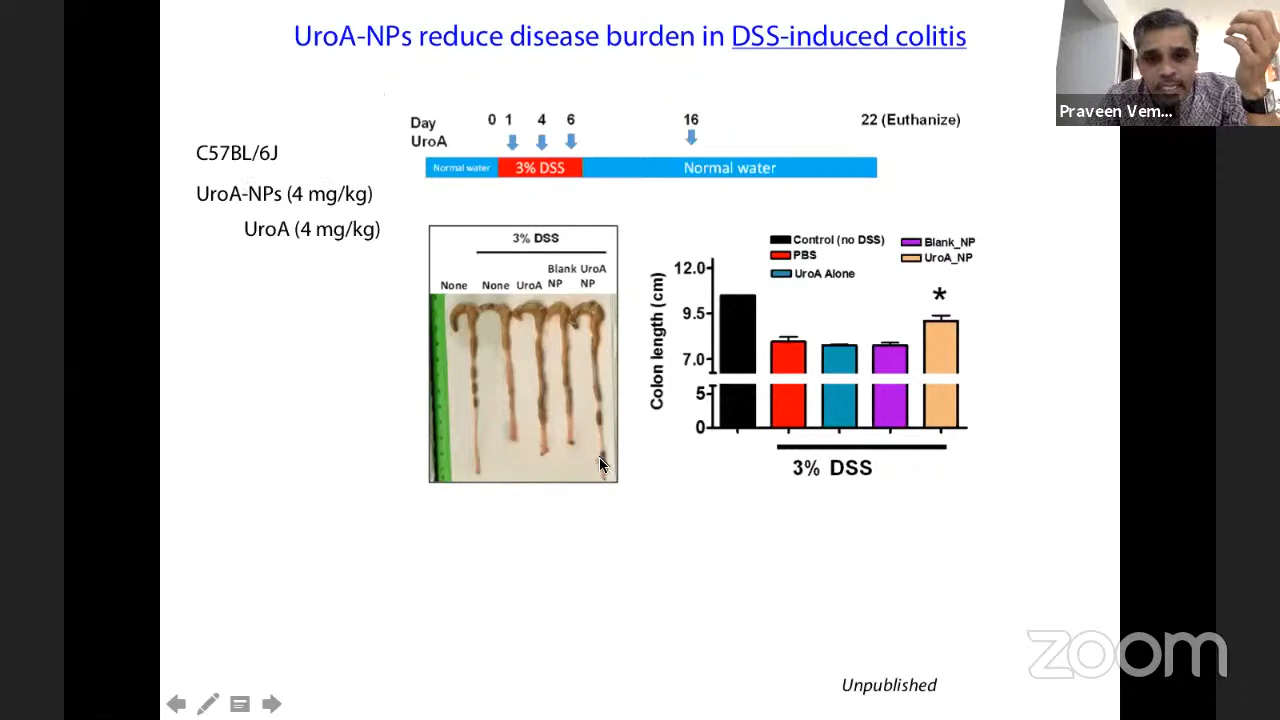 UroA-NPs reduce disease burden in DSS-induced colitis
Praveen Vem...
Day 0 1 4 6 16 22 (Euthanize)
UroA
C57BL/6J
Normal water 3% DSS Normal water
UroA-NPs (4 mg/kg)
UroA (4 mg/kg)
3% DSS
Blank UroA
None None UroA NP NP
Control (no DSS)
PBS
UroA Alone
Blank_NP
UroA_NP
Colon length (cm)
12.0
9.5
7.0
5
0
*
3% DSS
zoom
Unpublished